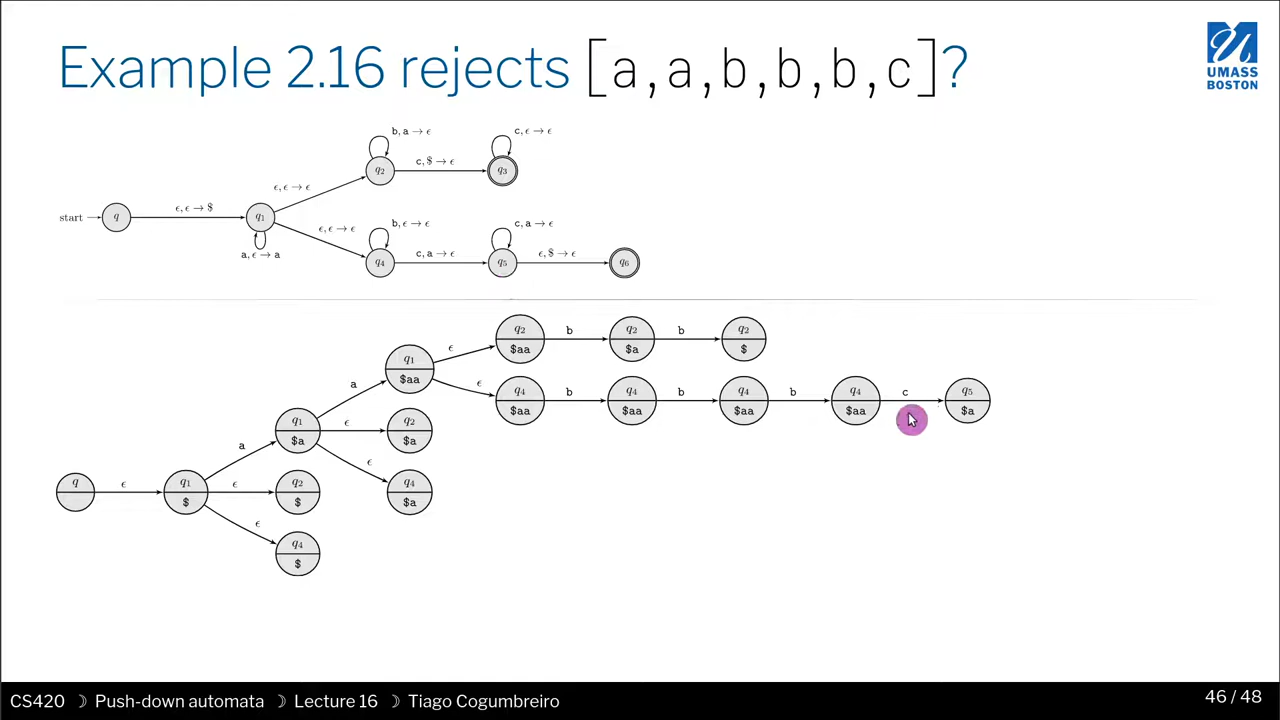 Example 2.16 rejects [a,a,b,b,b,c]?
UMASS
BOSTON
b, a → ϵ
c, ϵ → ϵ
q₂
c, $ → ϵ
q₃
ϵ, ϵ → ϵ
start
q
ϵ, ϵ → $
q₁
ϵ, ϵ → ϵ
b, ϵ → ϵ
c, a → ϵ
a, ϵ → a
q₄
c, a → ϵ
q₅
ϵ, $ → ϵ
q₆
q₂
$aa
b
q₂
$a
b
q₂
$
q₁
$aa
ϵ
ϵ
q₄
$aa
b
q₄
$aa
b
q₄
$aa
b
q₄
$aa
c
q₅
$a
a
q₁
$a
ϵ
q₂
$a
a
ϵ
q
ϵ
q₁
$
ϵ
q₂
$
q₄
$a
ϵ
q₄
$
CS420 ☽ Push-down automata ☽ Lecture 16 ☽ Tiago Cogumbreiro
46 / 48